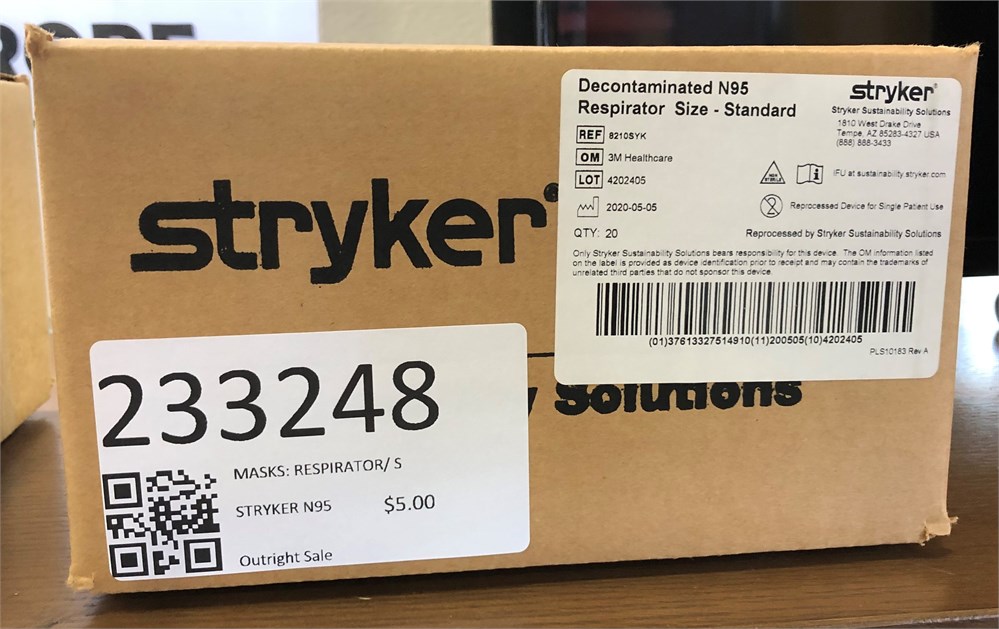 stryker®
Decontaminated N95
Respirator Size - Standard
stryker®
Stryker Sustainability Solutions
1810 West Drake Drive
Tempe, AZ 85283-4327 USA
(888) 888-3433
REF 8210SYK
OM 3M Healthcare
LOT 4202405
2020-05-05
QTY: 20
NON STERILE
IFU at sustainability.stryker.com
Reprocessed Device for Single Patient Use
Reprocessed by Stryker Sustainability Solutions
Only Stryker Sustainability Solutions bears responsibility for this device. The OM information listed
on the label is provided as device identification prior to receipt and may contain the trademarks of
unrelated third parties that do not sponsor this device.
(01)37613327514910(11)200505(10)4202405
PLS10183 Rev A
Solutions
233248
MASKS: RESPIRATOR/ S
STRYKER N95 $5.00
Outright Sale